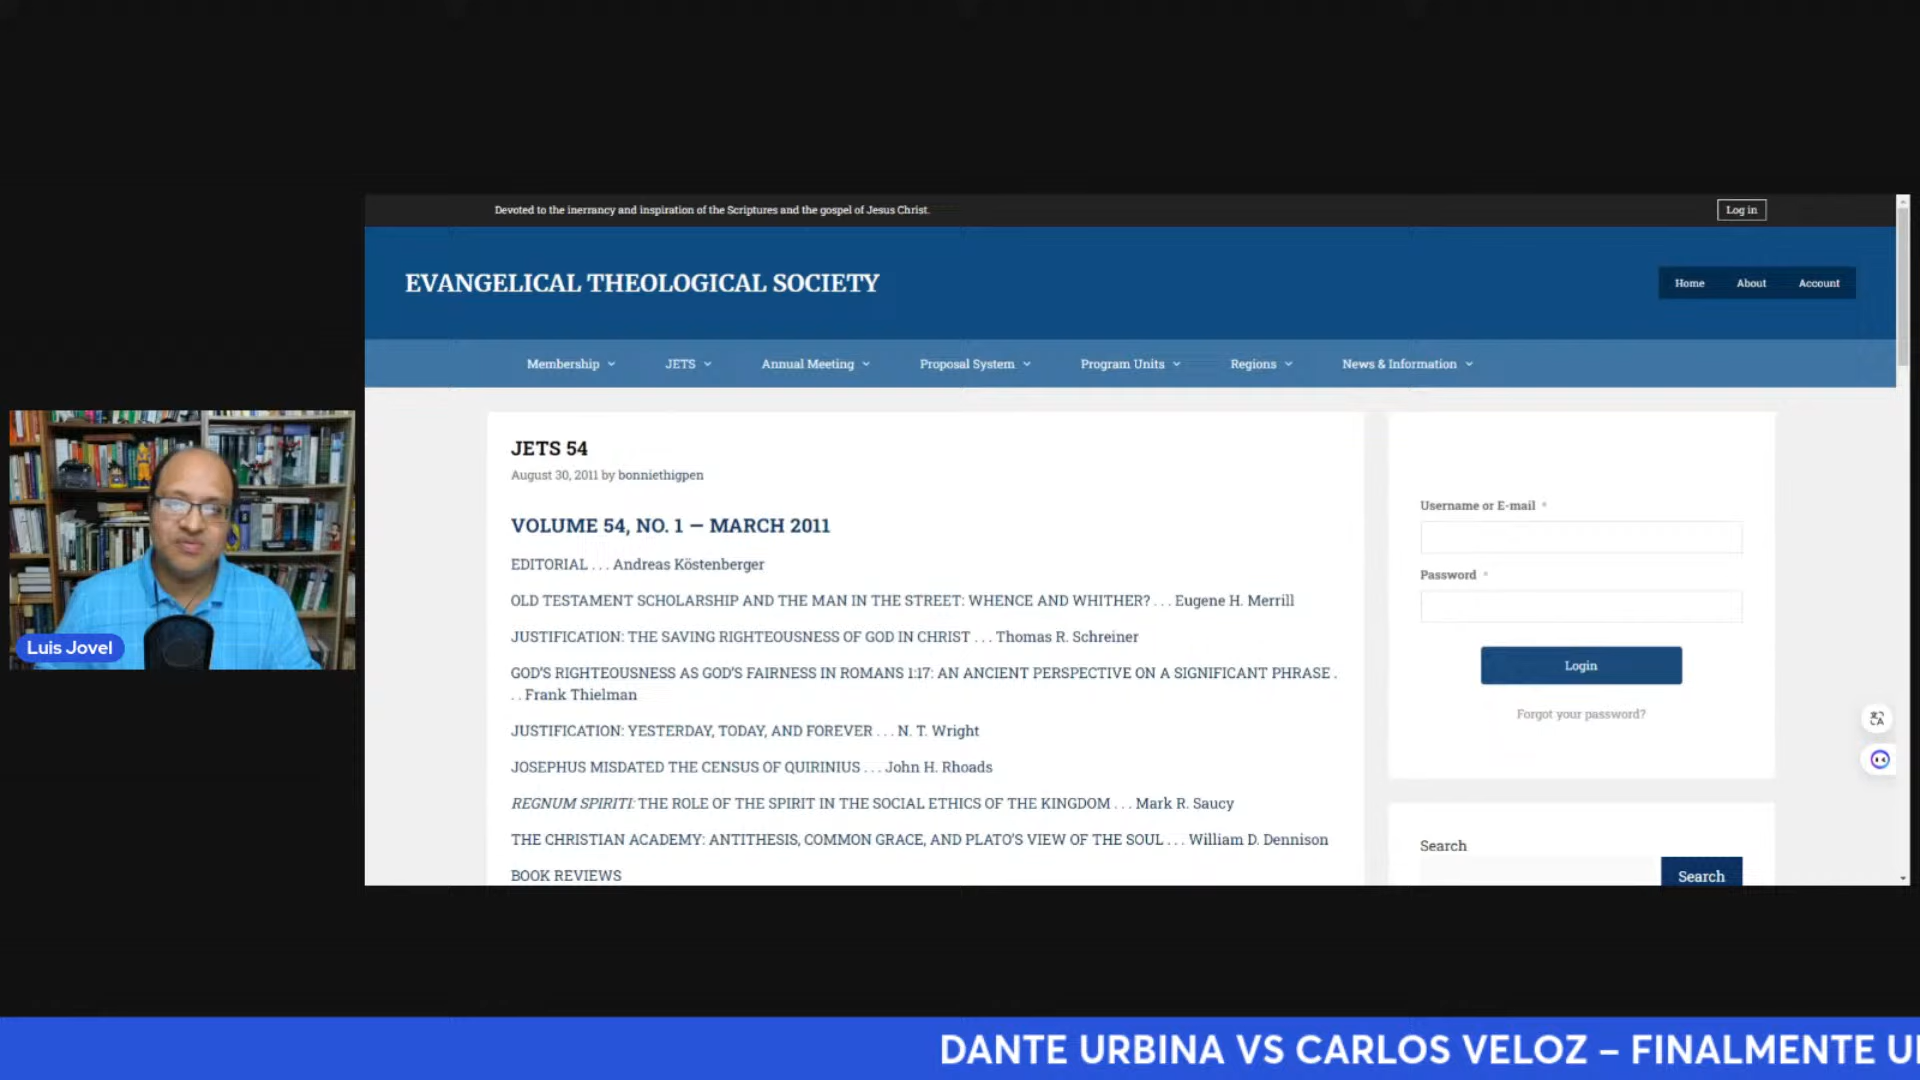 Devoted to the inerrancy and inspiration of the Scriptures and the gospel of Jesus Christ.
Log in
EVANGELICAL THEOLOGICAL SOCIETY
Home About Account
Membership JETS Annual Meeting Proposal System Program Units Regions News & Information
JETS 54
August 30, 2011 by bonniethigpen
VOLUME 54, NO. 1 — MARCH 2011
EDITORIAL . . . Andreas Köstenberger
OLD TESTAMENT SCHOLARSHIP AND THE MAN IN THE STREET: WHENCE AND WHITHER? . . . Eugene H. Merrill
JUSTIFICATION: THE SAVING RIGHTEOUSNESS OF GOD IN CHRIST . . . Thomas R. Schreiner
GOD'S RIGHTEOUSNESS AS GOD'S FAIRNESS IN ROMANS 1:17: AN ANCIENT PERSPECTIVE ON A SIGNIFICANT PHRASE .
. . Frank Thielman
JUSTIFICATION: YESTERDAY, TODAY, AND FOREVER . . . N. T. Wright
JOSEPHUS MISDATED THE CENSUS OF QUIRINIUS . . . John H. Rhoads
REGNUM SPIRITI: THE ROLE OF THE SPIRIT IN THE SOCIAL ETHICS OF THE KINGDOM . . . Mark R. Saucy
THE CHRISTIAN ACADEMY: ANTITHESIS, COMMON GRACE, AND PLATO'S VIEW OF THE SOUL . . . William D. Dennison
BOOK REVIEWS
Username or E-mail *
Password *
Login
Forgot your password?
Search
Search
Luis Jovel
DANTE URBINA VS CARLOS VELOZ – FINALMENTE U